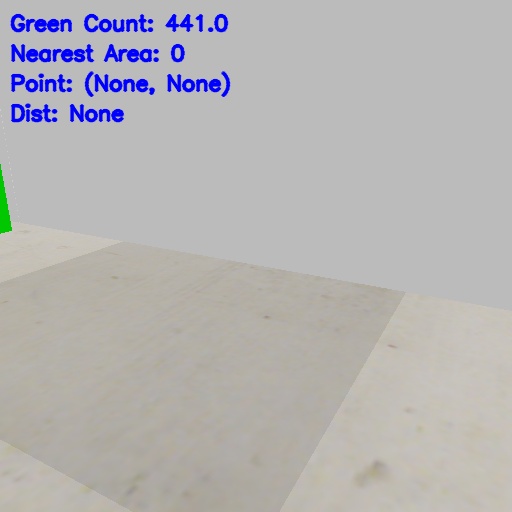 Green Count: 441.0
Nearest Area: 0
Point: (None, None)
Dist: None